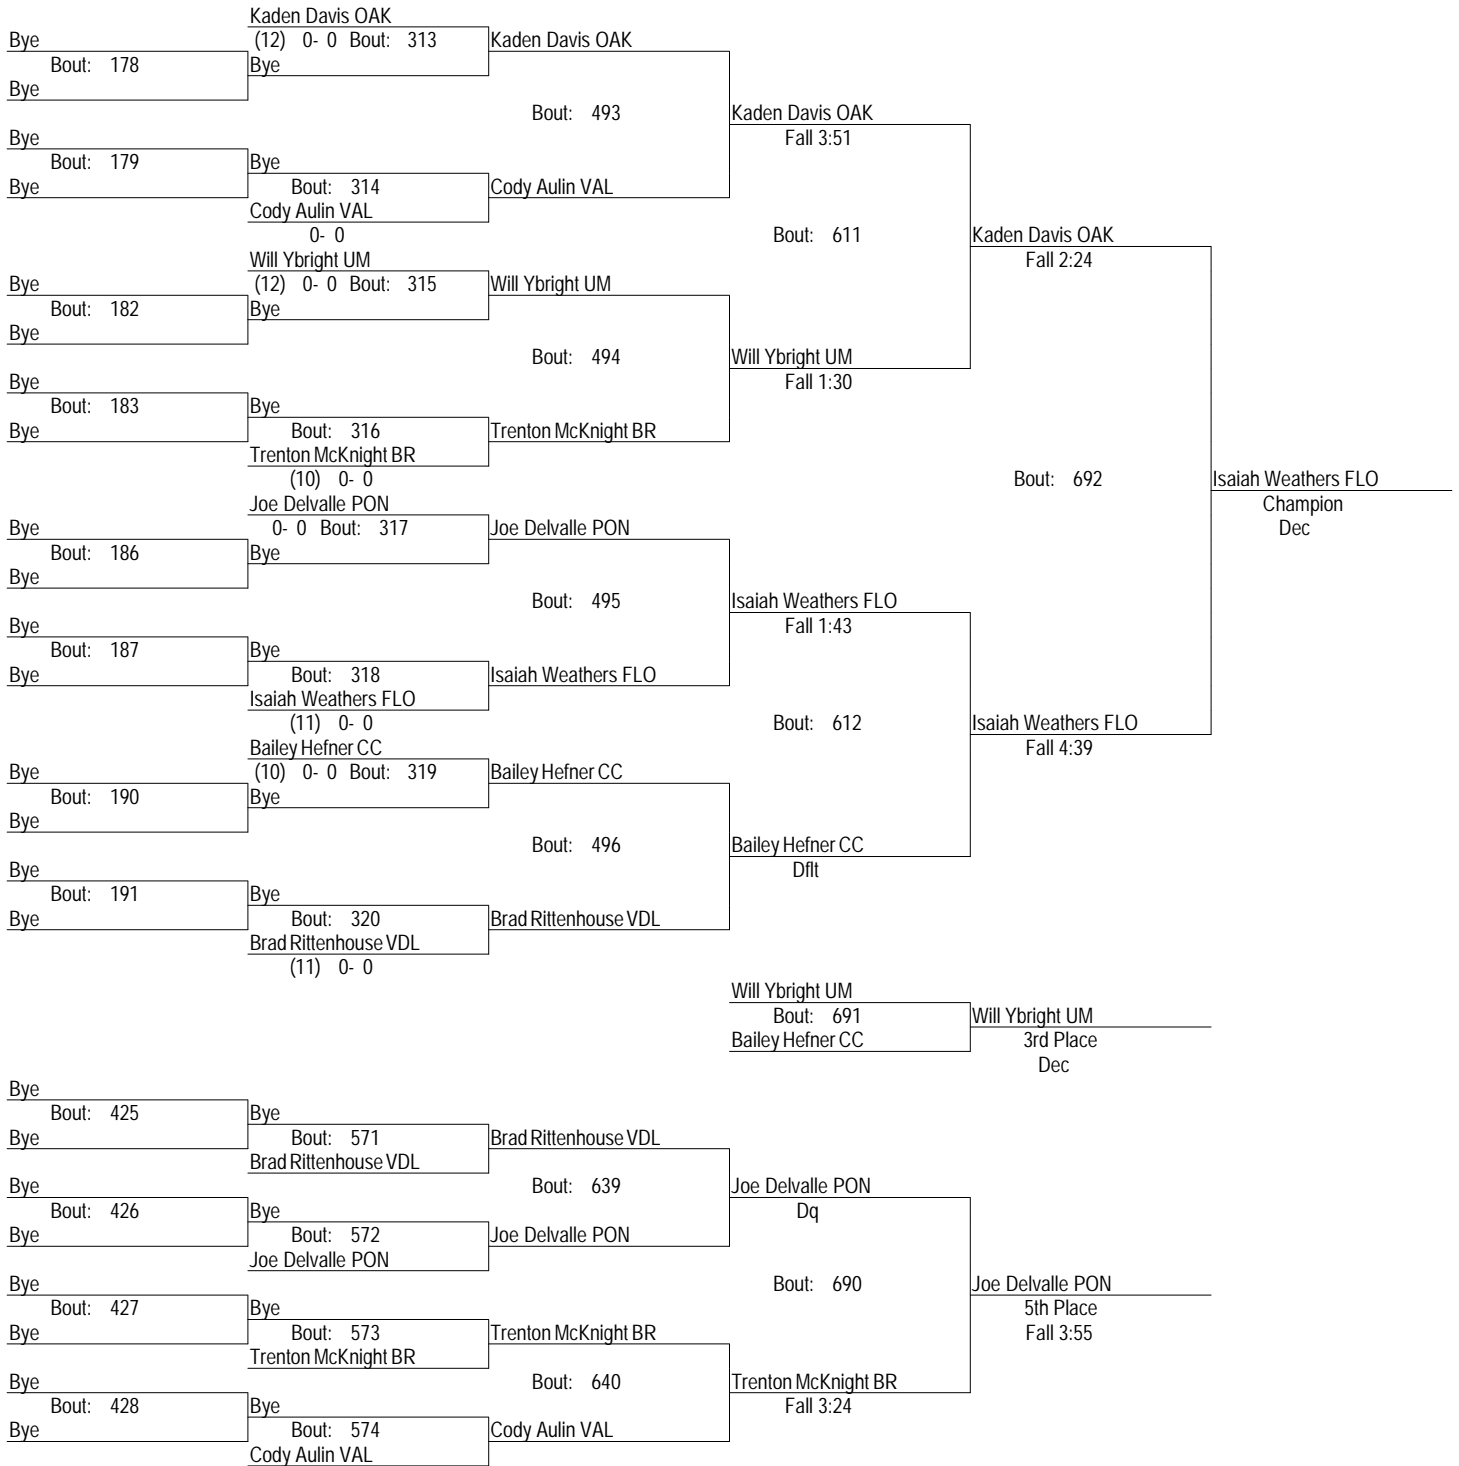 Kaden Davis OAK
Bye (12) 0- 0 Bout: 313 Kaden Davis OAK
Bout: 178 Bye
Bye
Bout: 493 Kaden Davis OAK
Bye Fall 3:51
Bout: 179 Bye
Bye Bout: 314 Cody Aulin VAL
Cody Aulin VAL
0- 0 Bout: 611 Kaden Davis OAK
Will Ybright UM Fall 2:24
Bye (12) 0- 0 Bout: 315 Will Ybright UM
Bout: 182 Bye
Bye
Bout: 494 Will Ybright UM
Bye Fall 1:30
Bout: 183 Bye
Bye Bout: 316 Trenton McKnight BR
Trenton McKnight BR
(10) 0- 0 Bout: 692 Isaiah Weathers FLO
Joe Delvalle PON Champion
Bye 0- 0 Bout: 317 Joe Delvalle PON Dec
Bout: 186 Bye
Bye
Bout: 495 Isaiah Weathers FLO
Bye Fall 1:43
Bout: 187 Bye
Bye Bout: 318 Isaiah Weathers FLO
Isaiah Weathers FLO
(11) 0- 0 Bout: 612 Isaiah Weathers FLO
Bailey Hefner CC Fall 4:39
Bye (10) 0- 0 Bout: 319 Bailey Hefner CC
Bout: 190 Bye
Bye
Bout: 496 Bailey Hefner CC
Bye Dflt
Bout: 191 Bye
Bye Bout: 320 Brad Rittenhouse VDL
Brad Rittenhouse VDL
(11) 0- 0
Will Ybright UM
Bout: 691 Will Ybright UM
Bailey Hefner CC 3rd Place
Dec
Bye
Bout: 425 Bye
Bye Bout: 571 Brad Rittenhouse VDL
Brad Rittenhouse VDL
Bye Bout: 639 Joe Delvalle PON
Bout: 426 Bye Dq
Bye Bout: 572 Joe Delvalle PON
Joe Delvalle PON
Bye Bout: 690 Joe Delvalle PON
Bout: 427 Bye 5th Place
Bye Bout: 573 Trenton McKnight BR Fall 3:55
Trenton McKnight BR
Bye Bout: 640 Trenton McKnight BR
Bout: 428 Bye Fall 3:24
Bye Bout: 574 Cody Aulin VAL
Cody Aulin VAL